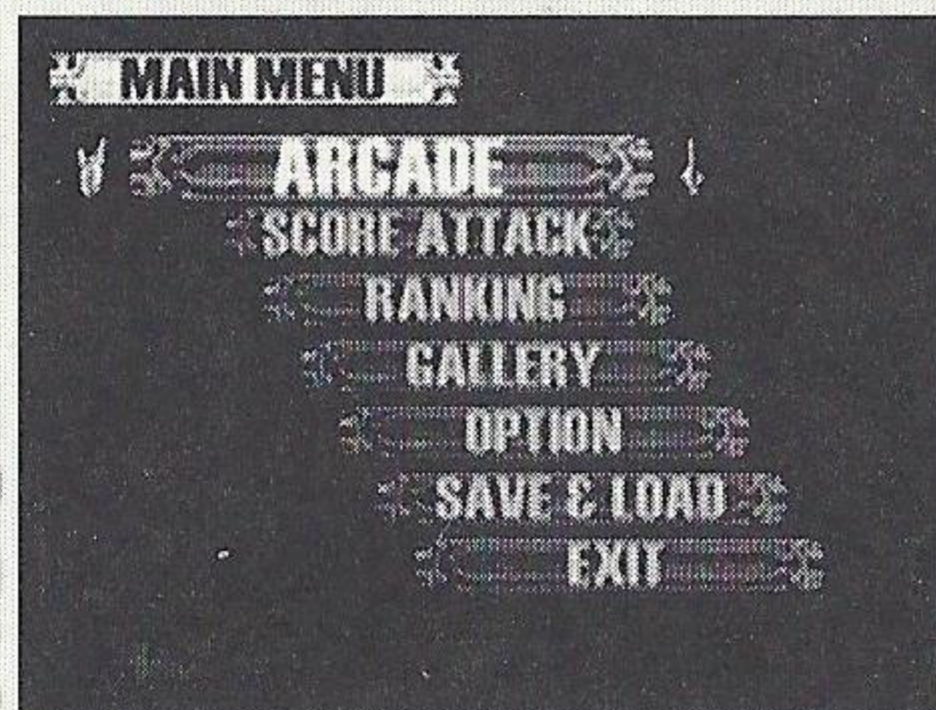 MAIN MENU
ARCADE
SCORE ATTACK
RANKING
GALLERY
OPTION
SAVE & LOAD
EXIT